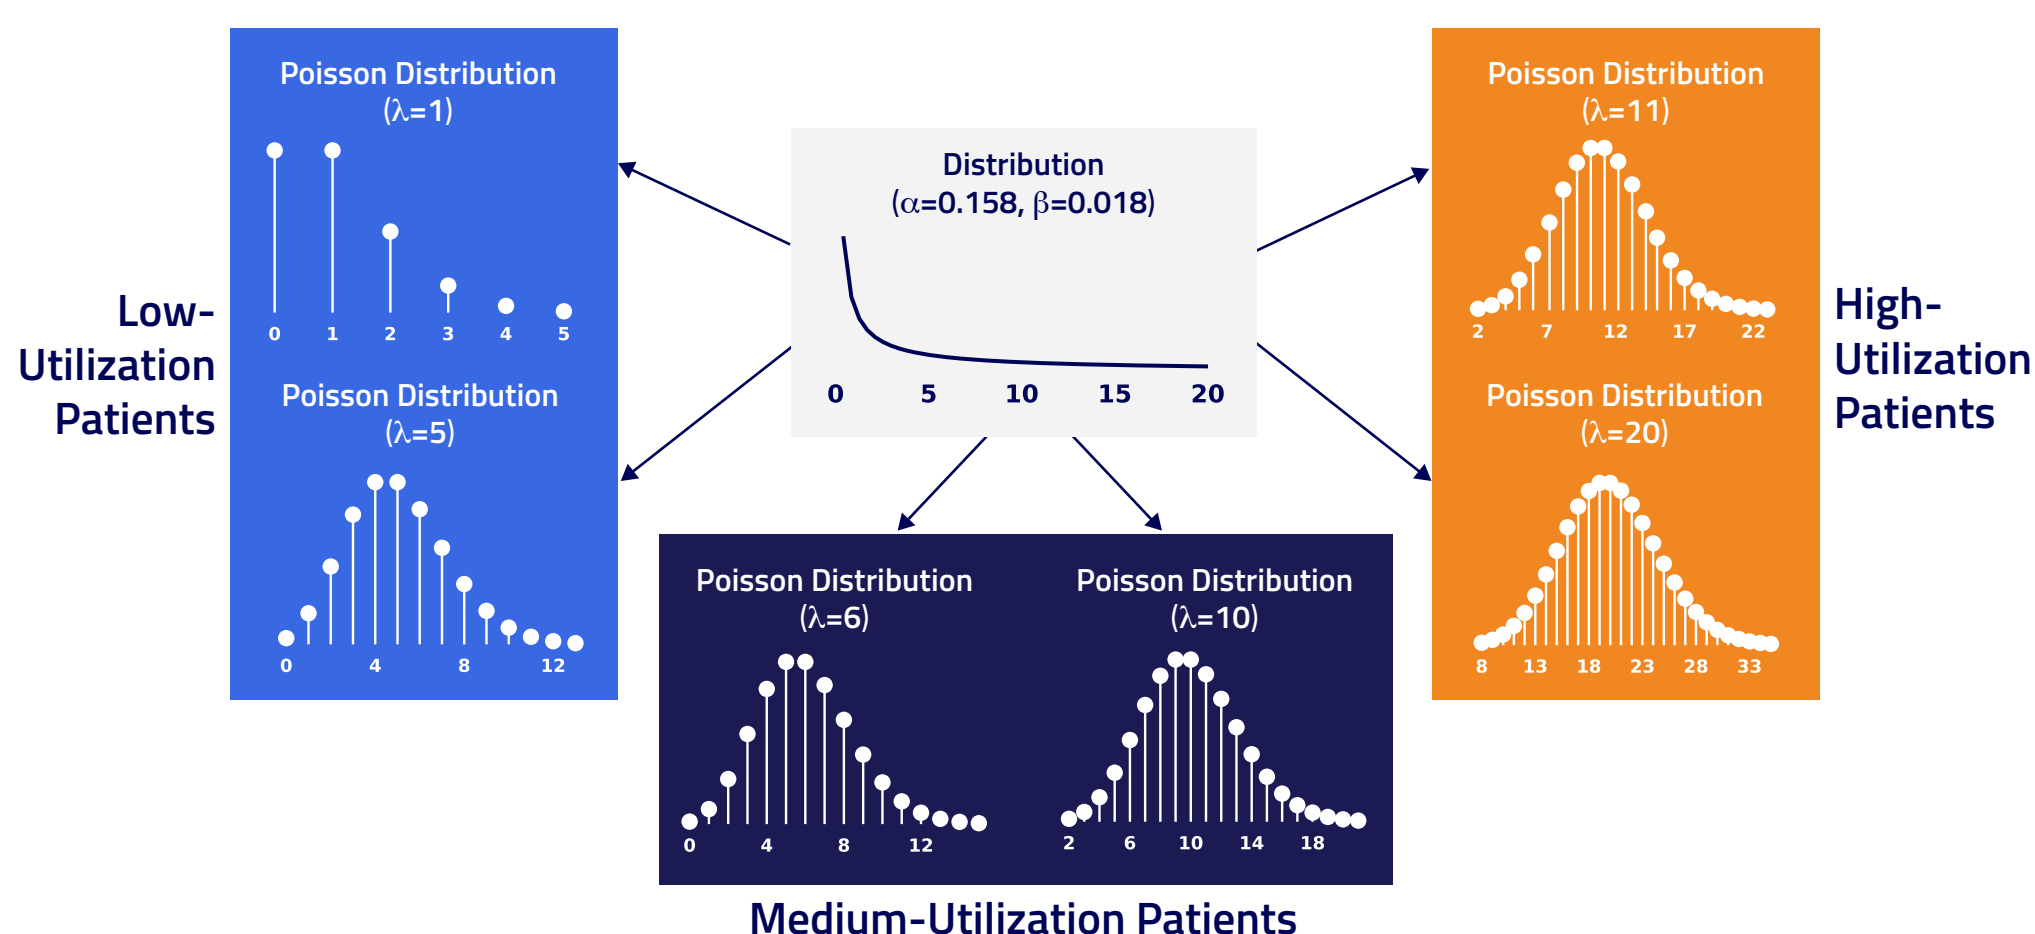 Low-
Utilization
Patients
Poisson Distribution
(λ=1)
0 1 2 3 4 5
Poisson Distribution
(λ=5)
0 4 8 12
Distribution
(α=0.158, β=0.018)
0 5 10 15 20
Poisson Distribution
(λ=6)
0 4 8 12
Poisson Distribution
(λ=10)
2 6 10 14 18
Medium-Utilization Patients
Poisson Distribution
(λ=11)
2 7 12 17 22
Poisson Distribution
(λ=20)
8 13 18 23 28 33
High-
Utilization
Patients